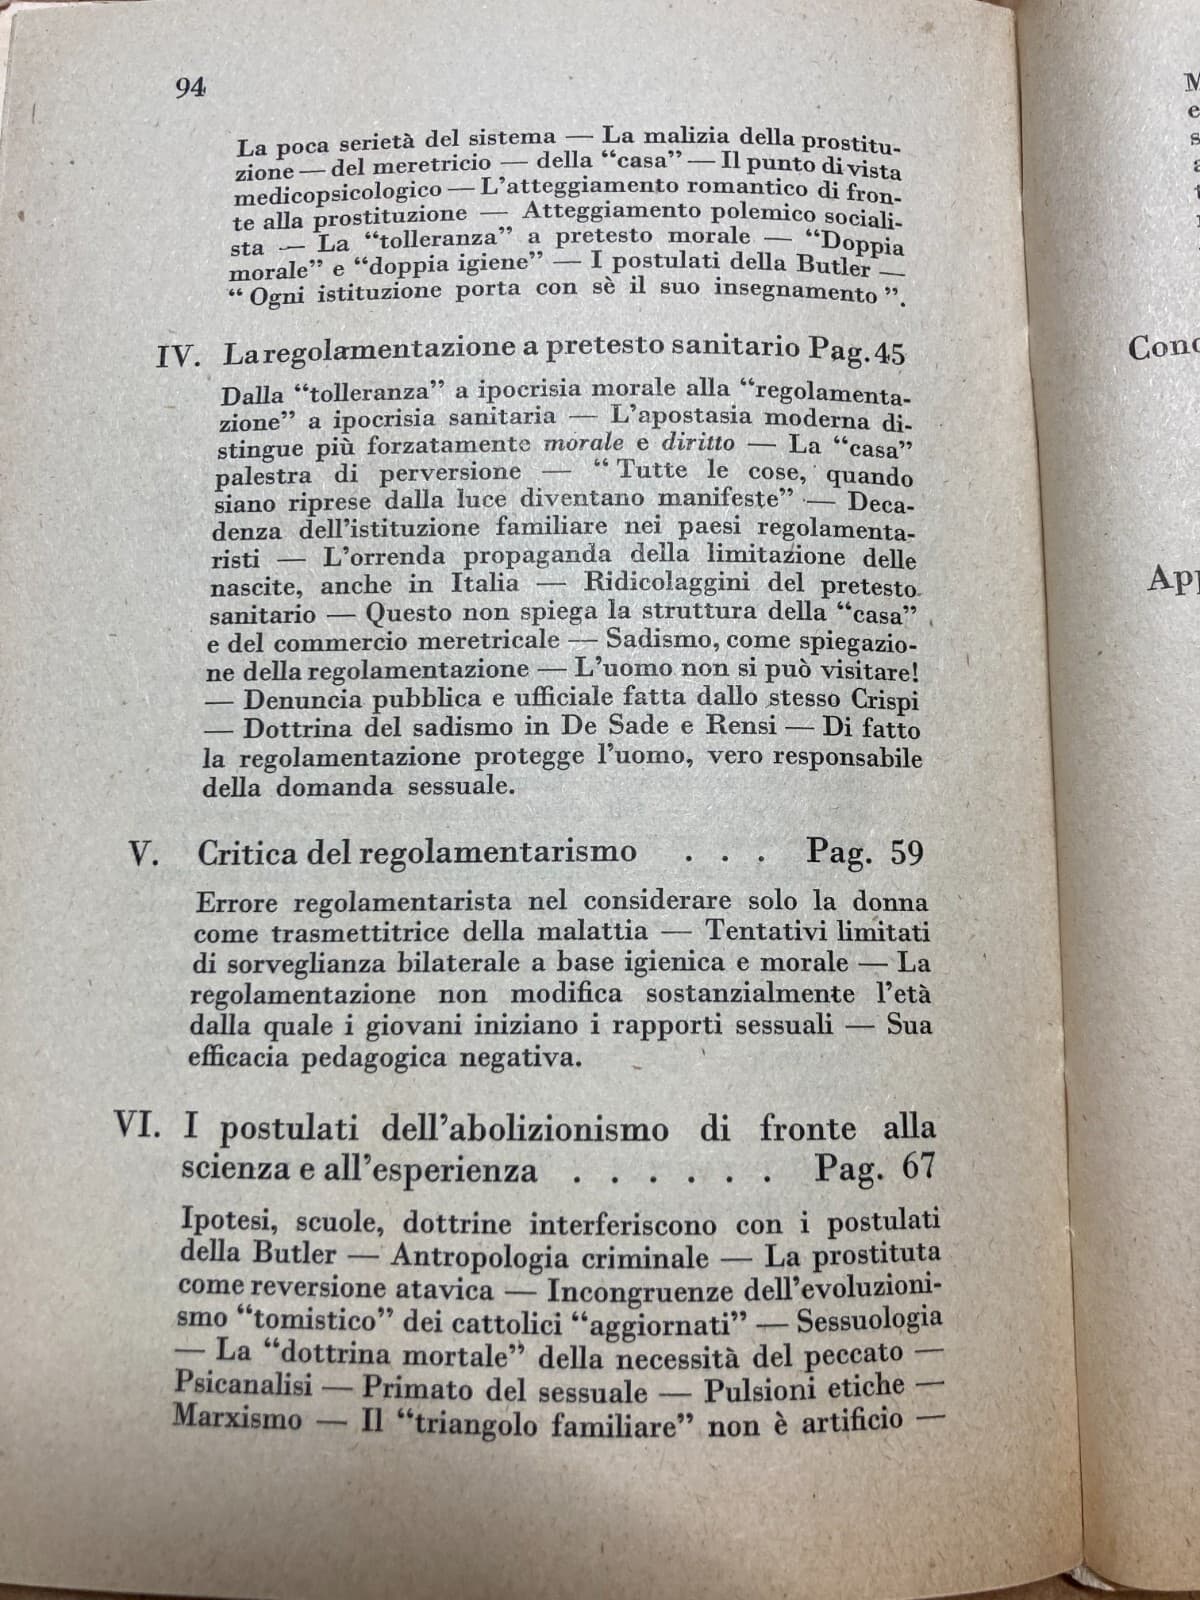 94
La poca serietà del sistema — La malizia della prostitu-
zione — del meretricio — della “casa” — Il punto di vista
medicopsicologico — L’atteggiamento romantico di fron-
te alla prostituzione — Atteggiamento polemico sociali-
sta — La “tolleranza” a pretesto morale — “Doppia
morale” e “doppia igiene” — I postulati della Butler —
“ Ogni istituzione porta con sè il suo insegnamento ”.
IV. La regolamentazione a pretesto sanitario Pag. 45
Dalla “tolleranza” a ipocrisia morale alla “regolamenta-
zione” a ipocrisia sanitaria — L’apostasia moderna di-
stingue più forzatamente morale e diritto — La “casa”
palestra di perversione — “ Tutte le cose, quando
siano riprese dalla luce diventano manifeste” — Deca-
denza dell’istituzione familiare nei paesi regolamenta-
risti — L’orrenda propaganda della limitazione delle
nascite, anche in Italia — Ridicolaggini del pretesto
sanitario — Questo non spiega la struttura della “casa”
e del commercio meretricale — Sadismo, come spiegazio-
ne della regolamentazione — L’uomo non si può visitare!
— Denuncia pubblica e ufficiale fatta dallo stesso Crispi
— Dottrina del sadismo in De Sade e Rensi — Di fatto
la regolamentazione protegge l’uomo, vero responsabile
della domanda sessuale.
V. Critica del regolamentarismo . . . Pag. 59
Errore regolamentarista nel considerare solo la donna
come trasmettitrice della malattia — Tentativi limitati
di sorveglianza bilaterale a base igienica e morale — La
regolamentazione non modifica sostanzialmente l’età
dalla quale i giovani iniziano i rapporti sessuali — Sua
efficacia pedagogica negativa.
VI. I postulati dell’abolizionismo di fronte alla
scienza e all’esperienza . . . . . . Pag. 67
Ipotesi, scuole, dottrine interferiscono con i postulati
della Butler — Antropologia criminale — La prostituta
come reversione atavica — Incongruenze dell’evoluzioni-
smo “tomistico” dei cattolici “aggiornati” — Sessuologia
— La “dottrina mortale” della necessità del peccato —
Psicanalisi — Primato del sessuale — Pulsioni etiche —
Marxismo — Il “triangolo familiare” non è artificio —